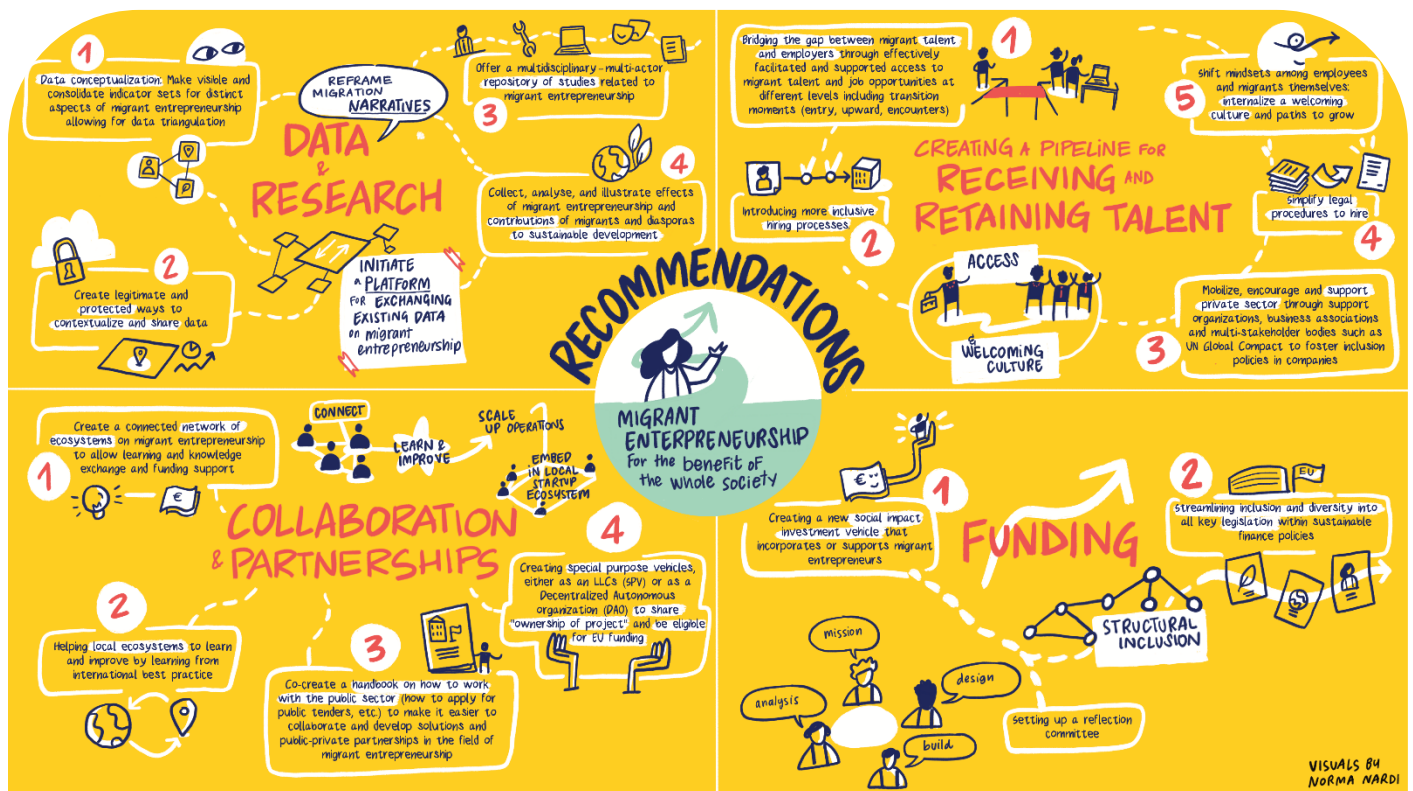 1
Data conceptualization: Make visible and
consolidate indicator sets for distinct
aspects of migrant entrepreneurship
allowing for data triangulation
REFRAME
MIGRATION
NARRATIVES
DATA
&
RESEARCH
Offer a multidisciplinary-multi-actor
repository of studies related to
migrant entrepreneurship
3
4
Collect, analyse, and illustrate effects
of migrant entrepreneurship and
contributions of migrants and diasporas
to sustainable development
2
Create legitimate and
protected ways to
contextualize and share data
INITIATE
a PLATFORM
FOR EXCHANGING
EXISTING DATA
on migrant
entrepreneurship
Bridging the gap between migrant talent
and employers through effectively
facilitated and supported access to
migrant talent and job opportunities at
different levels including transition
moments (entry, upward, encounters)
1
CREATING A PIPELINE FOR
RECEIVING AND
RETAINING TALENT
Introducing more inclusive
hiring processes
2
ACCESS
& WELCOMING
CULTURE
Shift mindsets among employees
and migrants themselves:
internalize a welcoming
culture and paths to grow
5
Simplify legal
procedures to hire
4
Mobilize, encourage and support
private sector through support
organizations, business associations
and multi-stakeholder bodies such as
UN Global Compact to foster inclusion
policies in companies
3
RECOMMENDATIONS
MIGRANT
ENTERPRENEURSHIP
For the benefit of
the whole society
Create a connected network of
ecosystems on migrant entrepreneurship
to allow learning and knowledge
exchange and funding support
1
€
CONNECT
LEARN &
IMPROVE
SCALE
UP OPERATIONS
EMBED
IN LOCAL
STARTUP
ECOSYSTEM
COLLABORATION
& PARTNERSHIPS
2
Helping local ecosystems to learn
and improve by learning from
international best practice
3
Co-create a handbook on how to work
with the public sector (how to apply for
public tenders, etc.) to make it easier to
collaborate and develop solutions and
public-private partnerships in the field of
migrant entrepreneurship
4
Creating special purpose vehicles,
either as an LLCs (SPV) or as a
Decentralized Autonomous
organization (DAO) to share
"ownership of project" and be eligible
for EU funding
€
1
Creating a new social impact
investment vehicle that
incorporates or supports migrant
entrepreneurs
FUNDING
2
EU
Streamlining inclusion and diversity into
all key legislation within sustainable
finance policies
STRUCTURAL
INCLUSION
mission
analysis
design
build
Setting up a reflection
committee
VISUALS BY
NORMA NARDI